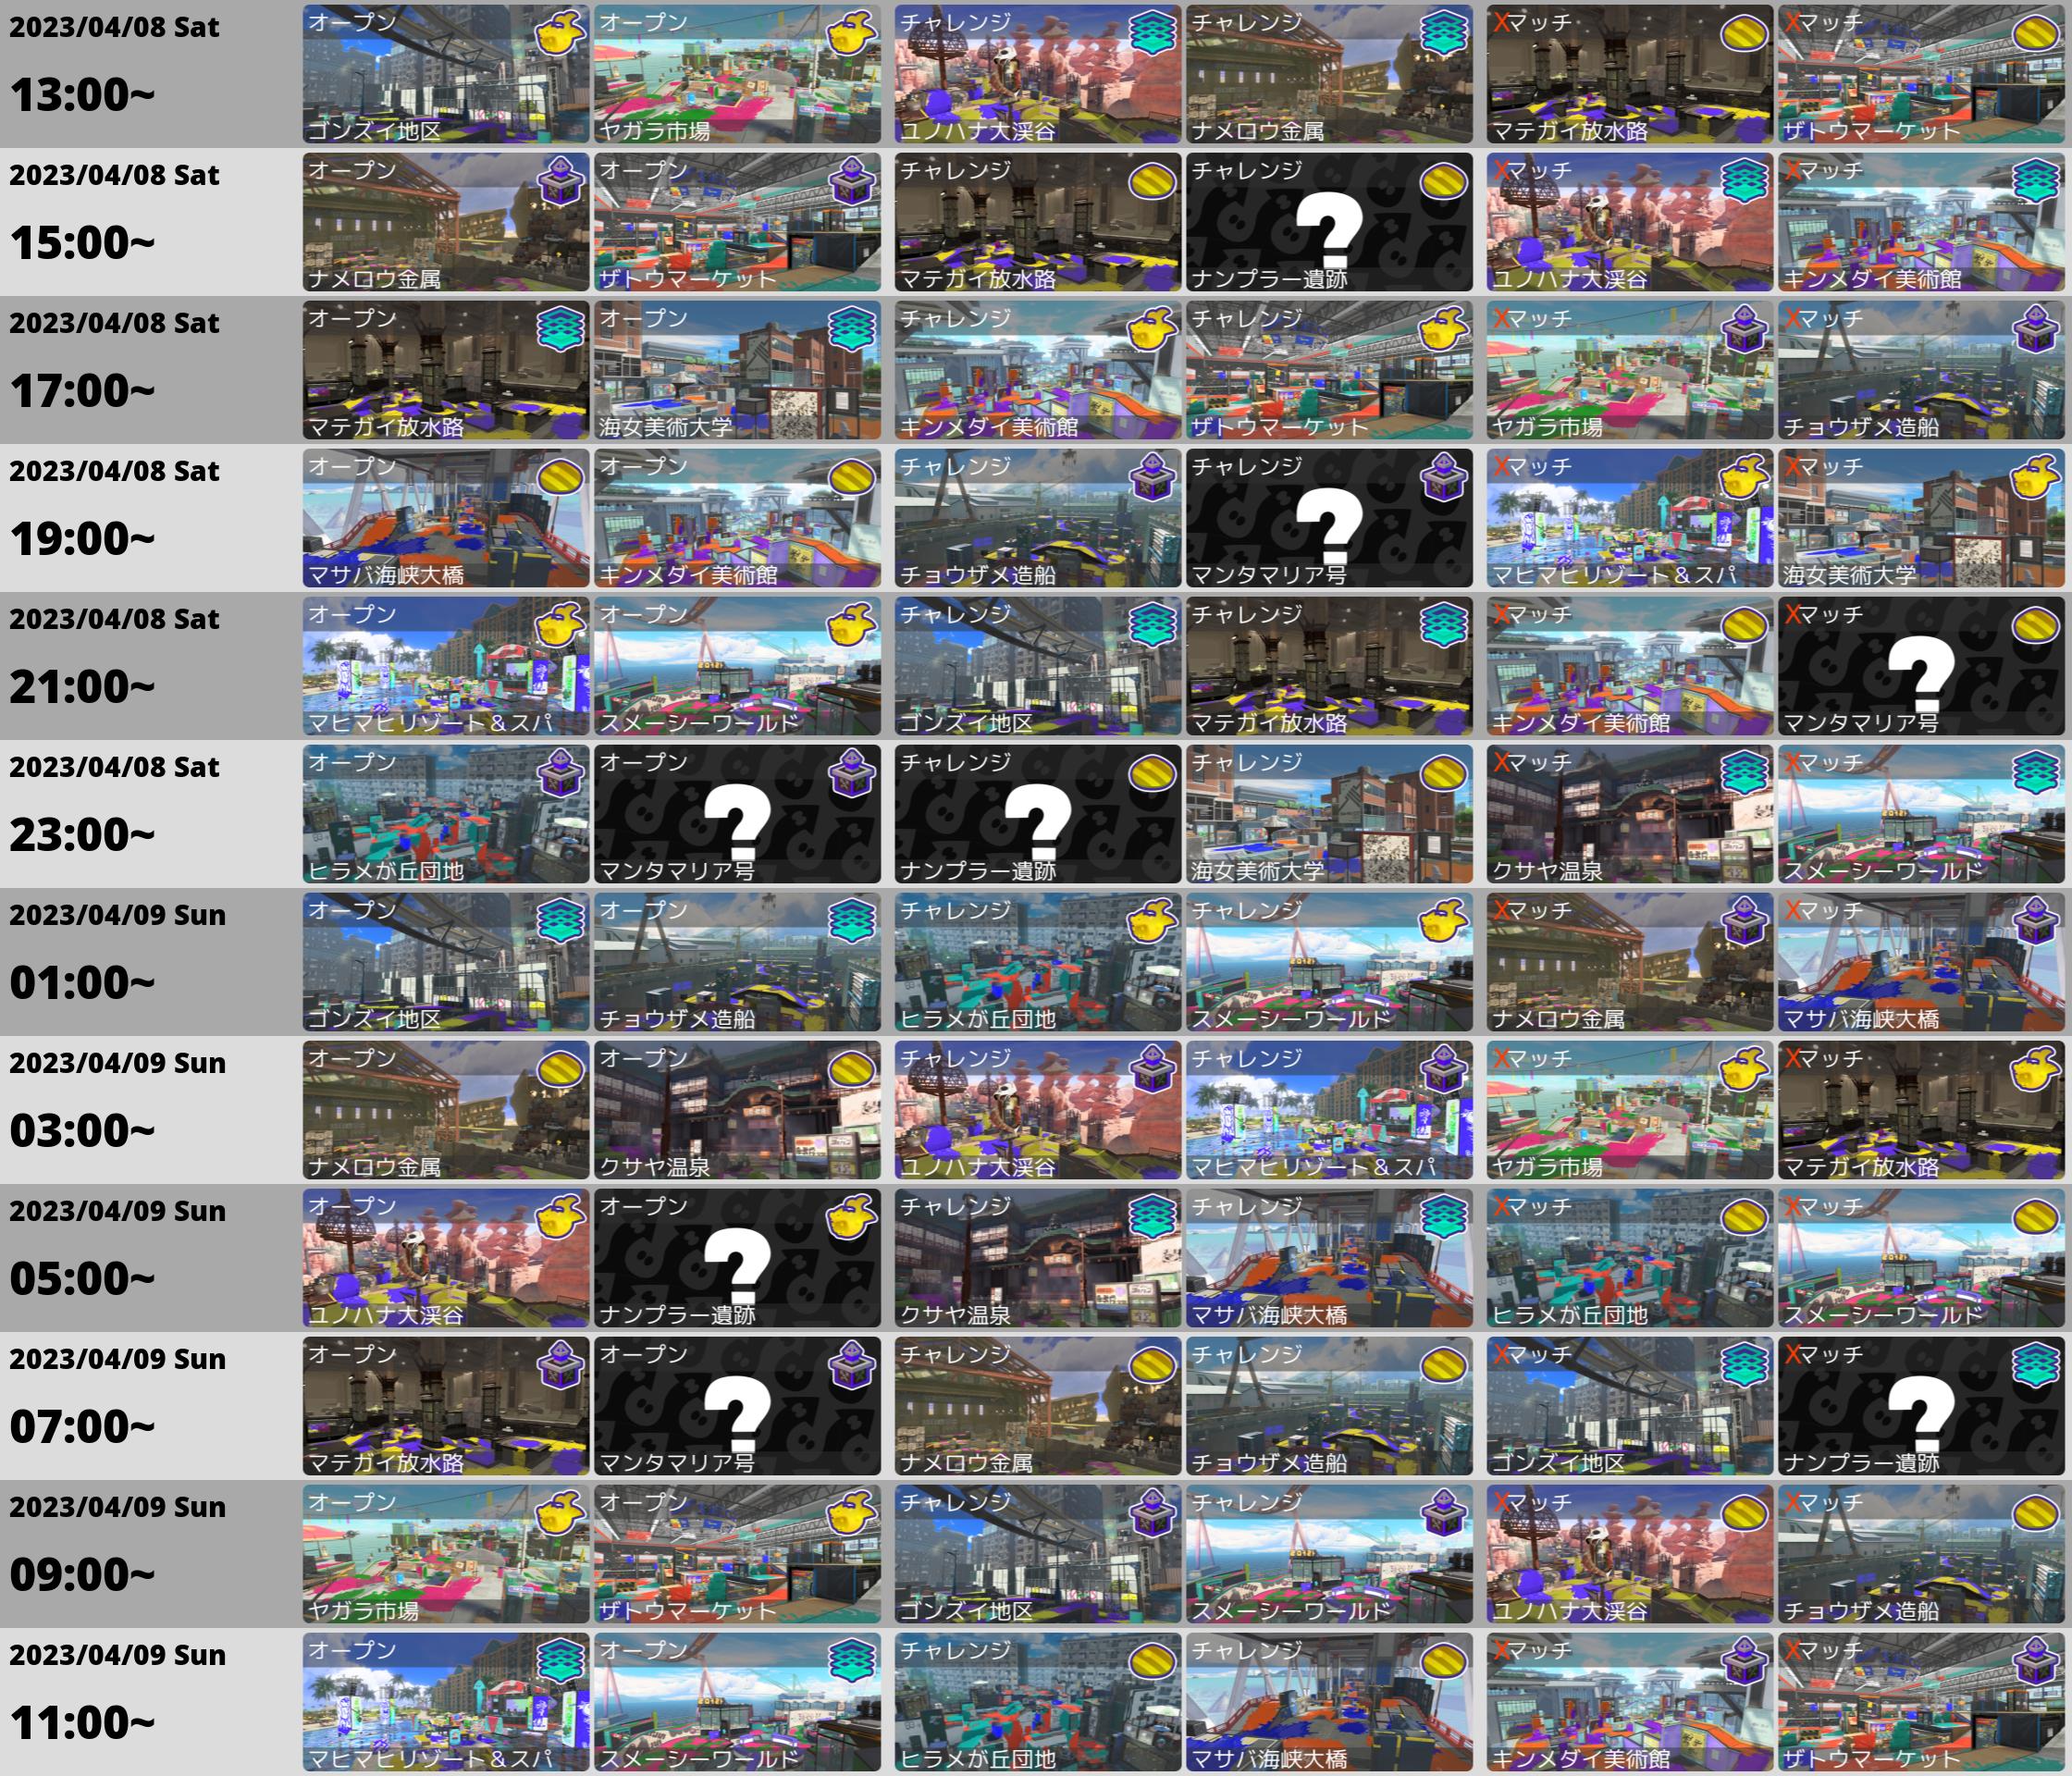 2023/04/08 Sat
13:00~
オープン
ゴンズイ地区
オープン
ヤガラ市場
チャレンジ
ユノハナ大渓谷
チャレンジ
ナメロウ金属
Xマッチ
マテガイ放水路
Xマッチ
ザトウマーケット
2023/04/08 Sat
15:00~
オープン
ナメロウ金属
オープン
ザトウマーケット
チャレンジ
マテガイ放水路
チャレンジ
ナンプラー遺跡
Xマッチ
ユノハナ大渓谷
Xマッチ
キンメダイ美術館
2023/04/08 Sat
17:00~
オープン
マテガイ放水路
オープン
海女美術大学
チャレンジ
キンメダイ美術館
チャレンジ
ザトウマーケット
Xマッチ
ヤガラ市場
Xマッチ
チョウザメ造船
2023/04/08 Sat
19:00~
オープン
マサバ海峡大橋
オープン
キンメダイ美術館
チャレンジ
チョウザメ造船
チャレンジ
マンタマリア号
Xマッチ
マヒマヒリゾート＆スパ
Xマッチ
海女美術大学
2023/04/08 Sat
21:00~
オープン
マヒマヒリゾート＆スパ
オープン
スメーシーワールド
チャレンジ
ゴンズイ地区
チャレンジ
マテガイ放水路
Xマッチ
キンメダイ美術館
Xマッチ
マンタマリア号
2023/04/08 Sat
23:00~
オープン
ヒラメが丘団地
オープン
マンタマリア号
チャレンジ
ナンプラー遺跡
チャレンジ
海女美術大学
Xマッチ
クサヤ温泉
Xマッチ
スメーシーワールド
2023/04/09 Sun
01:00~
オープン
ゴンズイ地区
オープン
チョウザメ造船
チャレンジ
ヒラメが丘団地
チャレンジ
スメーシーワールド
Xマッチ
ナメロウ金属
Xマッチ
マサバ海峡大橋
2023/04/09 Sun
03:00~
オープン
ナメロウ金属
オープン
クサヤ温泉
チャレンジ
ユノハナ大渓谷
チャレンジ
マヒマヒリゾート＆スパ
Xマッチ
ヤガラ市場
Xマッチ
マテガイ放水路
2023/04/09 Sun
05:00~
オープン
ユノハナ大渓谷
オープン
ナンプラー遺跡
チャレンジ
クサヤ温泉
チャレンジ
マサバ海峡大橋
Xマッチ
ヒラメが丘団地
Xマッチ
スメーシーワールド
2023/04/09 Sun
07:00~
オープン
マテガイ放水路
オープン
マンタマリア号
チャレンジ
ナメロウ金属
チャレンジ
チョウザメ造船
Xマッチ
ゴンズイ地区
Xマッチ
ナンプラー遺跡
2023/04/09 Sun
09:00~
オープン
ヤガラ市場
オープン
ザトウマーケット
チャレンジ
ゴンズイ地区
チャレンジ
スメーシーワールド
Xマッチ
ユノハナ大渓谷
Xマッチ
チョウザメ造船
2023/04/09 Sun
11:00~
オープン
マヒマヒリゾート＆スパ
オープン
スメーシーワールド
チャレンジ
ヒラメが丘団地
チャレンジ
マサバ海峡大橋
Xマッチ
キンメダイ美術館
Xマッチ
ザトウマーケット